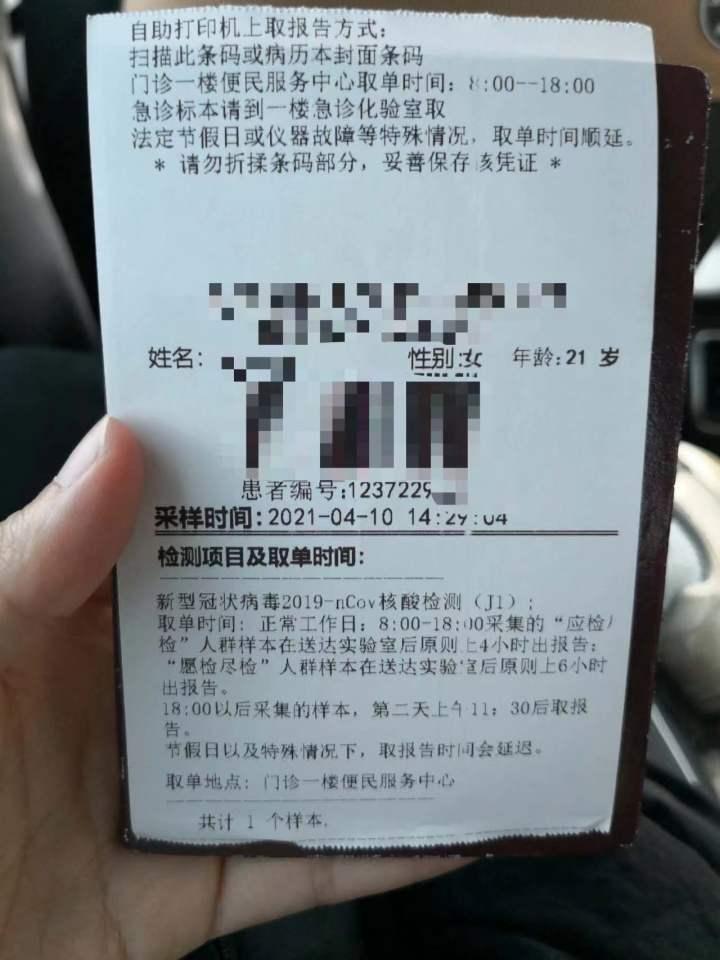 自助打印机上取报告方式:
扫描此条码或病历本封面条码
门诊一楼便民服务中心取单时间: 8:00--18:00
急诊标本请到一楼急诊化验室取
法定节假日或仪器故障等特殊情况，取单时间顺延。
* 请勿折揉条码部分，妥善保存该凭证 *
姓名: 性别:女 年龄:21 岁
患者编号:1237229
采样时间:2021-04-10 14:29:04
检测项目及取单时间:
新型冠状病毒2019-nCov核酸检测（J1）;
取单时间: 正常工作日: 8:00-18:00采集的“应检尽
检”人群样本在送达实验室后原则上4小时出报告;
“愿检尽检”人群样本在送达实验室后原则上6小时
出报告。
18:00以后采集的样本，第二天上午11: 30后取报
告。
节假日以及特殊情况下，取报告时间会延迟。
取单地点: 门诊一楼便民服务中心
共计 1 个样本.